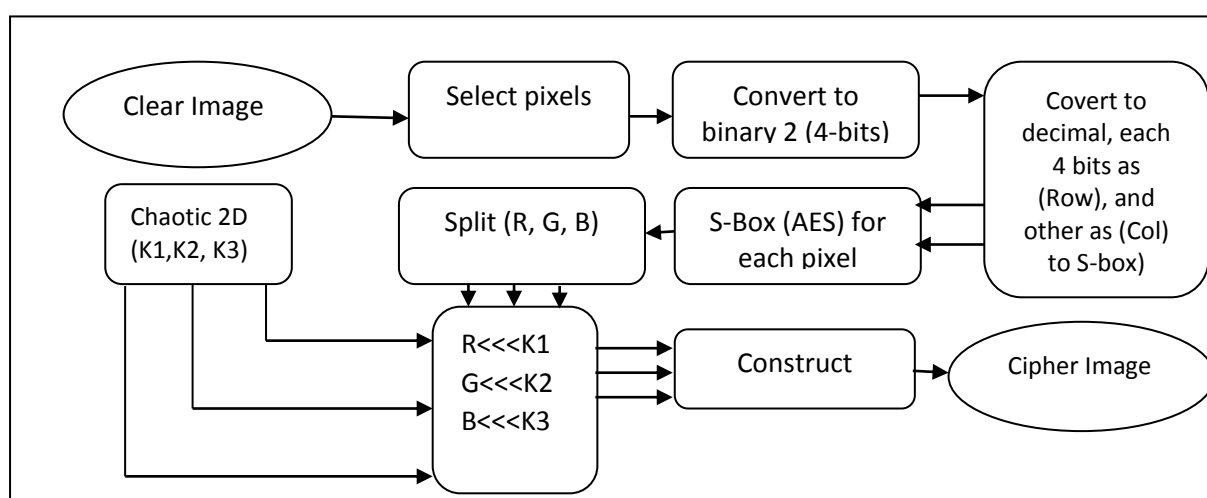 Clear Image
Select pixels
Convert to
binary 2 (4-bits)
Covert to
decimal, each
4 bits as
(Row), and
other as (Col)
to S-box)
Chaotic 2D
(K1,K2, K3)
Split (R, G, B)
S-Box (AES) for
each pixel
R<<<K1
G<<<K2
B<<<K3
Construct
Cipher Image